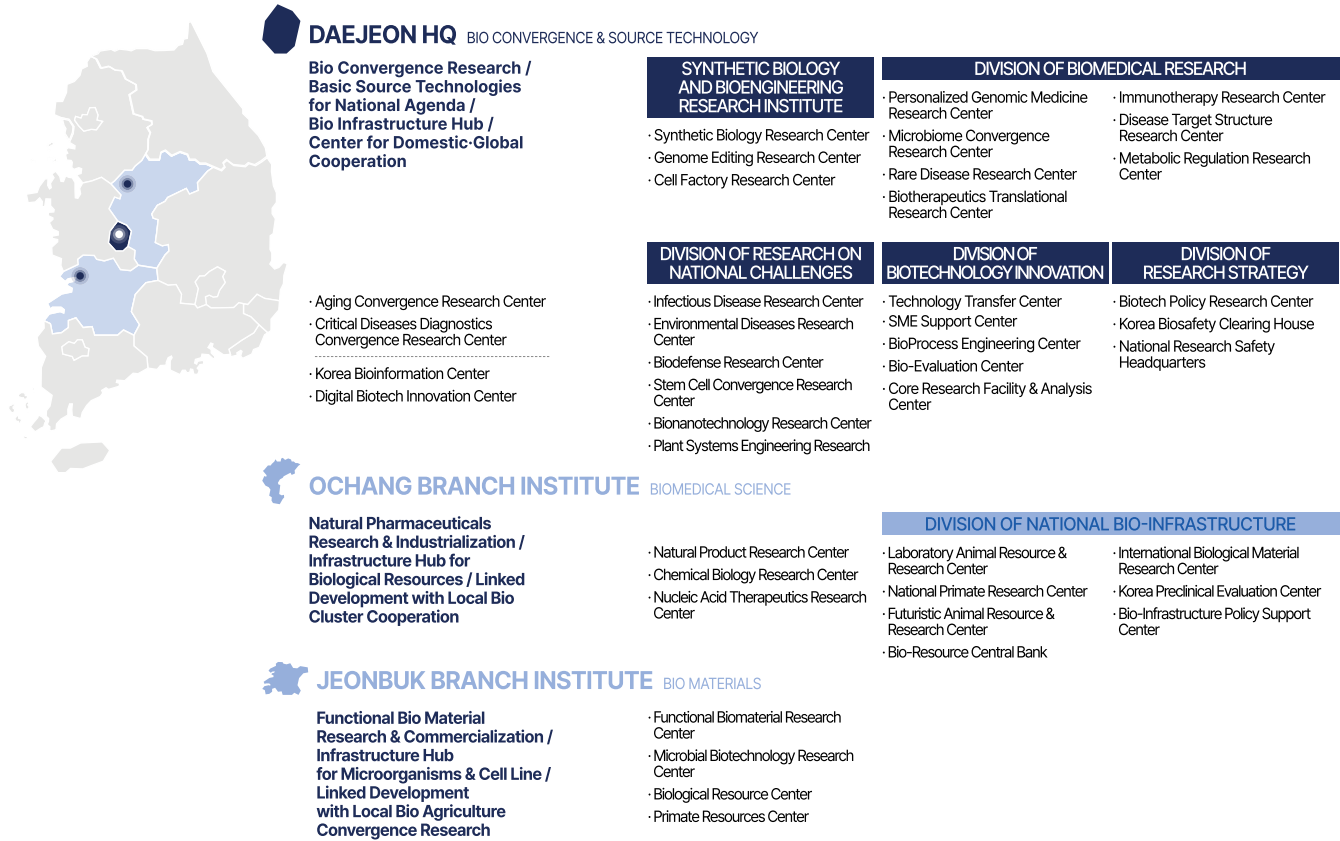 DAEJEON HQ BIO CONVERGENCE & SOURCE TECHNOLOGY
Bio Convergence Research /
Basic Source Technologies
for National Agenda /
Bio Infrastructure Hub /
Center for Domestic·Global
Cooperation
SYNTHETIC BIOLOGY
AND BIOENGINEERING
RESEARCH INSTITUTE
· Synthetic Biology Research Center
· Genome Editing Research Center
· Cell Factory Research Center
DIVISION OF BIOMEDICAL RESEARCH
· Personalized Genomic Medicine
Research Center
· Microbiome Convergence
Research Center
· Rare Disease Research Center
· Biotherapeutics Translational
Research Center
· Immunotherapy Research Center
· Disease Target Structure
Research Center
· Metabolic Regulation Research
Center
· Aging Convergence Research Center
· Critical Diseases Diagnostics
Convergence Research Center
· Korea Bioinformation Center
· Digital Biotech Innovation Center
DIVISION OF RESEARCH ON
NATIONAL CHALLENGES
· Infectious Disease Research Center
· Environmental Diseases Research
Center
· Biodefense Research Center
· Stem Cell Convergence Research
Center
· Bionanotechnology Research Center
· Plant Systems Engineering Research
DIVISION OF
BIOTECHNOLOGY INNOVATION
· Technology Transfer Center
· SME Support Center
· BioProcess Engineering Center
· Bio-Evaluation Center
· Core Research Facility & Analysis
Center
DIVISION OF
RESEARCH STRATEGY
· Biotech Policy Research Center
· Korea Biosafety Clearing House
· National Research Safety
Headquarters
OCHANG BRANCH INSTITUTE BIOMEDICAL SCIENCE
Natural Pharmaceuticals
Research & Industrialization /
Infrastructure Hub for
Biological Resources / Linked
Development with Local Bio
Cluster Cooperation
· Natural Product Research Center
· Chemical Biology Research Center
· Nucleic Acid Therapeutics Research
Center
DIVISION OF NATIONAL BIO-INFRASTRUCTURE
· Laboratory Animal Resource &
Research Center
· National Primate Research Center
· Futuristic Animal Resource &
Research Center
· Bio-Resource Central Bank
· International Biological Material
Research Center
· Korea Preclinical Evaluation Center
· Bio-Infrastructure Policy Support
Center
JEONBUK BRANCH INSTITUTE BIO MATERIALS
Functional Bio Material
Research & Commercialization /
Infrastructure Hub
for Microorganisms & Cell Line /
Linked Development
with Local Bio Agriculture
Convergence Research
· Functional Biomaterial Research
Center
· Microbial Biotechnology Research
Center
· Biological Resource Center
· Primate Resources Center